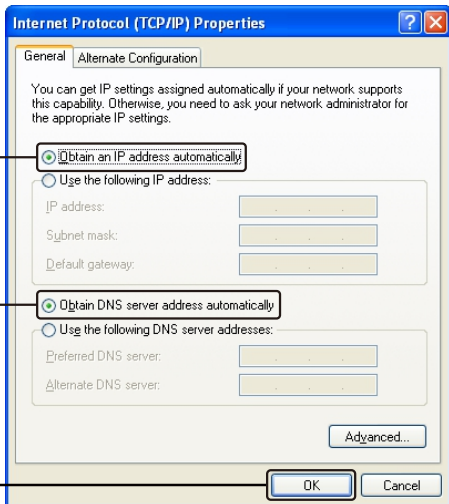 Internet Protocol (TCP/IP) Properties
General
Alternate Configuration
You can get IP settings assigned automatically if your network supports
this capability. Otherwise, you need to ask your network administrator for
the appropriate IP settings.
Obtain an IP address automatically
Use the following IP address:
IP address:
Subnet mask:
Default gateway:
Obtain DNS server address automatically
Use the following DNS server addresses:
Preferred DNS server:
Alternate DNS server:
Advanced...
OK
Cancel